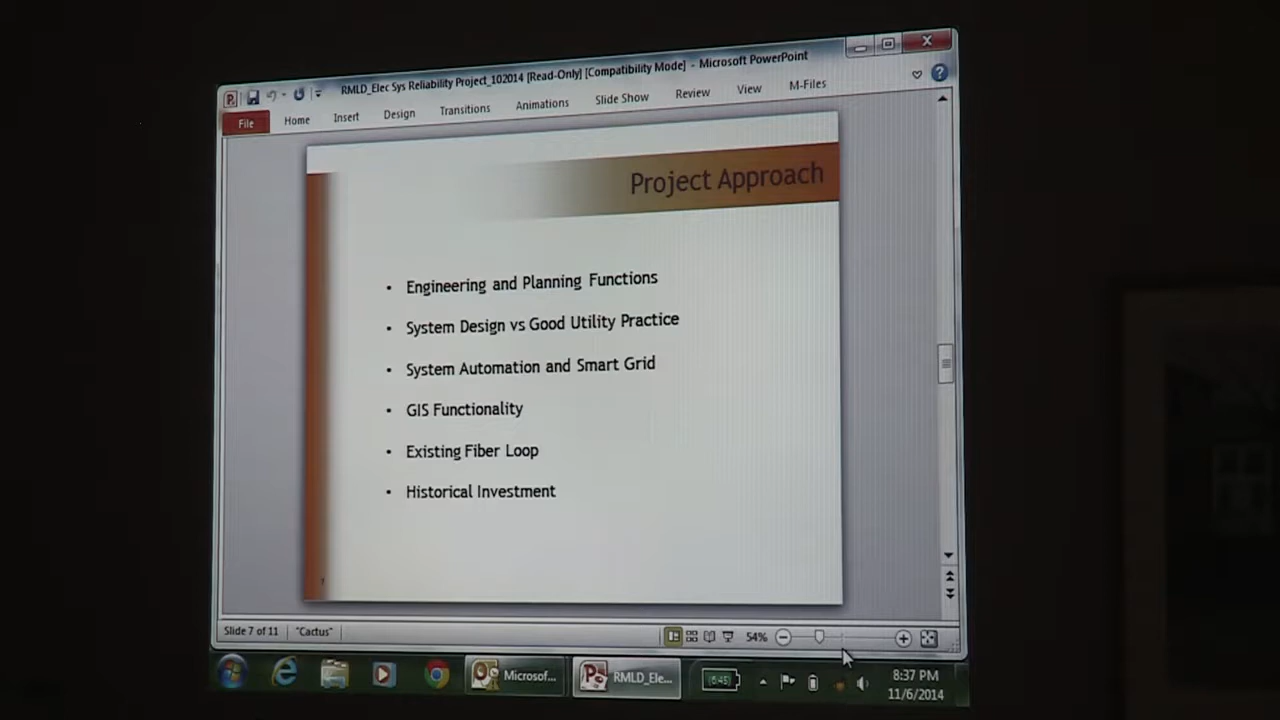 RMLD_Elec Sys Reliability Project_102014 [Read-Only] [Compatibility Mode] - Microsoft PowerPoint
File Home Insert Design Transitions Animations Slide Show Review View M-Files
Project Approach
• Engineering and Planning Functions
• System Design vs Good Utility Practice
• System Automation and Smart Grid
• GIS Functionality
• Existing Fiber Loop
• Historical Investment
7
Slide 7 of 11 "Cactus" 54%
Microsof... RMLD_Ele... 8:37 PM
11/6/2014